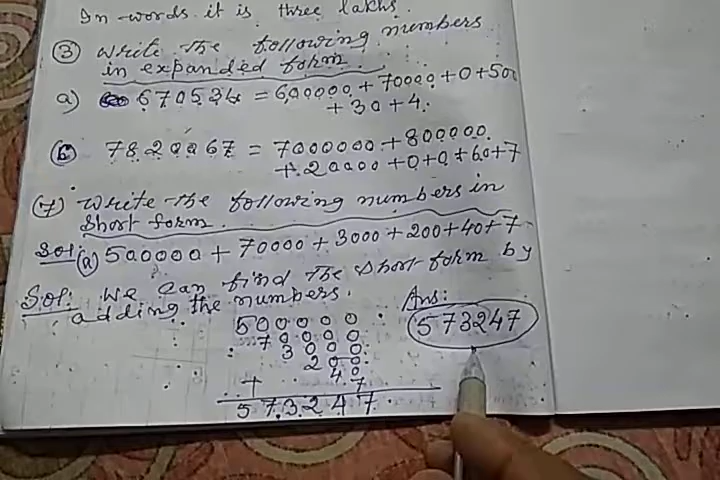 In words it is three lakhs.
③ Write the following numbers
in expanded form.
a) 670534 = 600000 + 70000 + 0 + 500
+ 30 + 4.
(b) 7820067 = 7000000 + 800000
+ 20000 + 0 + 0 + 60 + 7
(7) Write the following numbers in
short form.
Sol: (a) 500000 + 70000 + 3000 + 200 + 40 + 7
Sol: We can find the short form by
adding the numbers.
Ans:
573247
500000
70000
3000
200
40
+ 7
573247